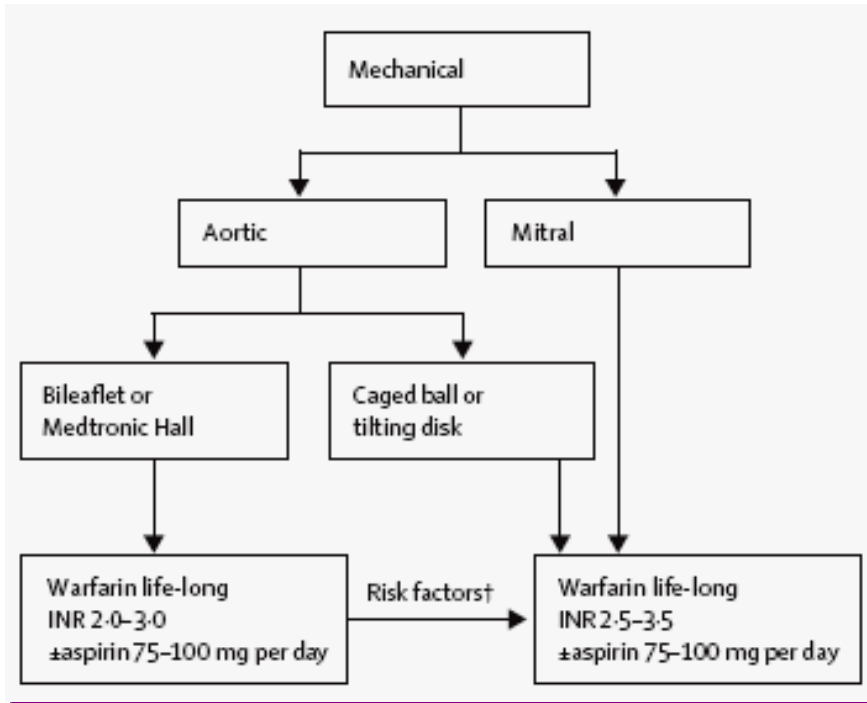 Mechanical
Aortic
Mitral
Bileaflet or
Medtronic Hall
Caged ball or
tilting disk
Warfarin life-long
INR 2·0–3·0
±aspirin 75–100 mg per day
Risk factors†
Warfarin life-long
INR 2·5–3·5
±aspirin 75–100 mg per day